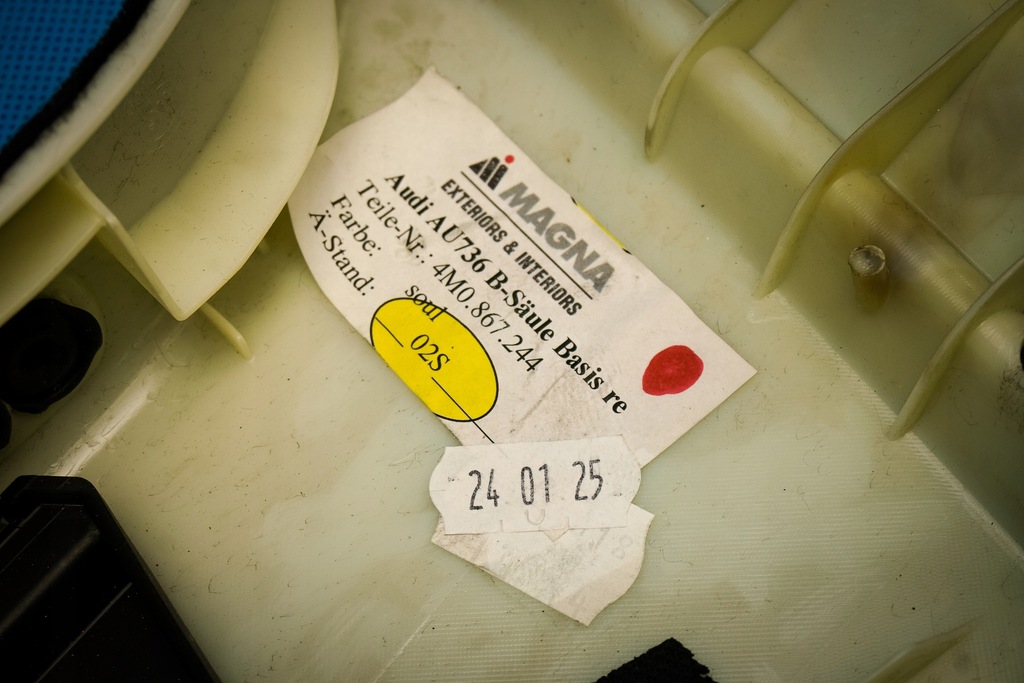 MAGNA
EXTERIORS & INTERIORS
Audi AU736 B-Säule Basis re
Teile-Nr.: 4M0.867.244
Farbe: soul
Ä-Stand: 02S
24 01 25